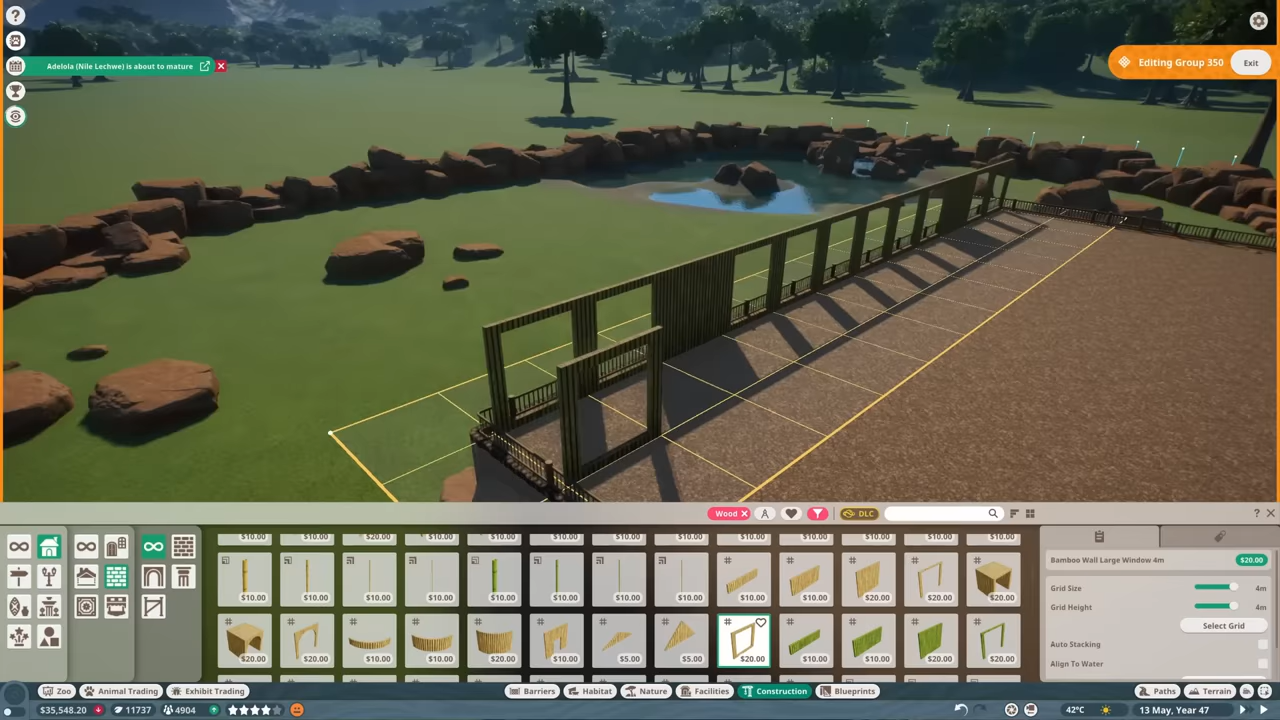 ?
Adelola (Nile Lechwe) is about to mature
Editing Group 350
Exit
Wood
DLC
?
$10.00 $10.00 $20.00 $10.00 $10.00 $10.00 $10.00 $10.00 $10.00 $10.00 $10.00 $10.00 $10.00
$10.00 $10.00 $10.00 $10.00 $10.00 $10.00 $10.00 $10.00 $10.00 $10.00 $20.00 $20.00 $20.00
$20.00 $20.00 $10.00 $10.00 $20.00 $10.00 $5.00 $5.00 $20.00 $10.00 $10.00 $20.00 $20.00
Bamboo Wall Large Window 4m
$20.00
Grid Size
4m
Grid Height
4m
Select Grid
Auto Stacking
Align To Water
Zoo
Animal Trading
Exhibit Trading
Barriers
Habitat
Nature
Facilities
Construction
Blueprints
Paths
Terrain
$35,548.20
11737
4904
42°C
13 May, Year 47